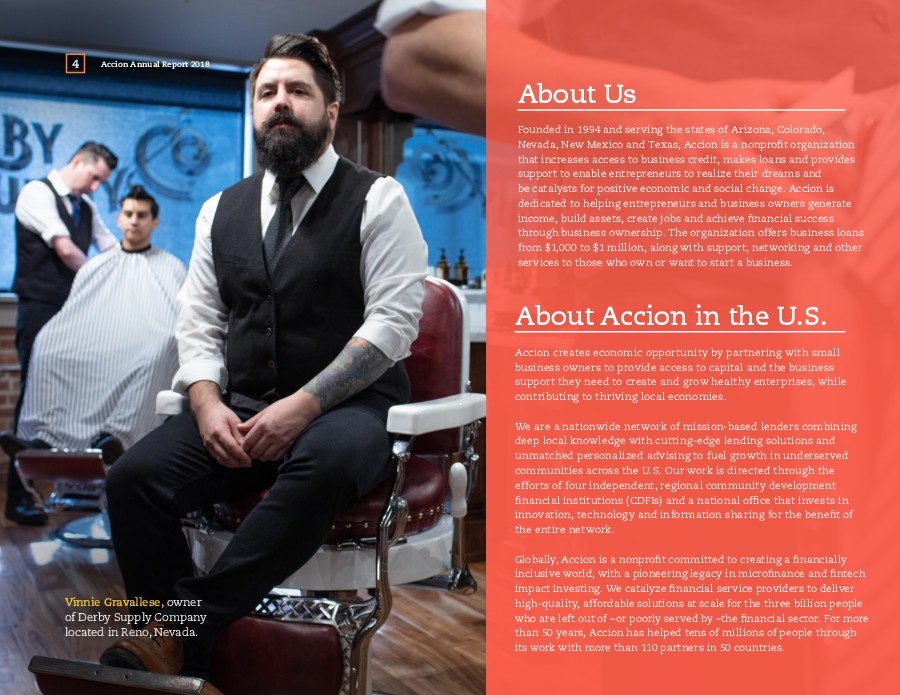 4 Accion Annual Report 2018
BY
Vinnie Gravallese, owner
of Derby Supply Company
located in Reno, Nevada.
About Us
Founded in 1994 and serving the states of Arizona, Colorado,
Nevada, New Mexico and Texas, Accion is a nonprofit organization
that increases access to business credit, makes loans and provides
support to enable entrepreneurs to realize their dreams and
be catalysts for positive economic and social change. Accion is
dedicated to helping entrepreneurs and business owners generate
income, build assets, create jobs and achieve financial success
through business ownership. The organization offers business loans
from $1,000 to $1 million, along with support, networking and other
services to those who own or want to start a business.
About Accion in the U.S.
Accion creates economic opportunity by partnering with small
business owners to provide access to capital and the business
support they need to create and grow healthy enterprises, while
contributing to thriving local economies.
We are a nationwide network of mission-based lenders combining
deep local knowledge with cutting-edge lending solutions and
unmatched personalized advising to fuel growth in underserved
communities across the U.S. Our work is directed through the
efforts of four independent, regional community development
financial institutions (CDFIs) and a national office that invests in
innovation, technology and information sharing for the benefit of
the entire network.
Globally, Accion is a nonprofit committed to creating a financially
inclusive world, with a pioneering legacy in microfinance and fintech
impact investing. We catalyze financial service providers to deliver
high-quality, affordable solutions at scale for the three billion people
who are left out of –or poorly served by –the financial sector. For more
than 50 years, Accion has helped tens of millions of people through
its work with more than 110 partners in 50 countries.